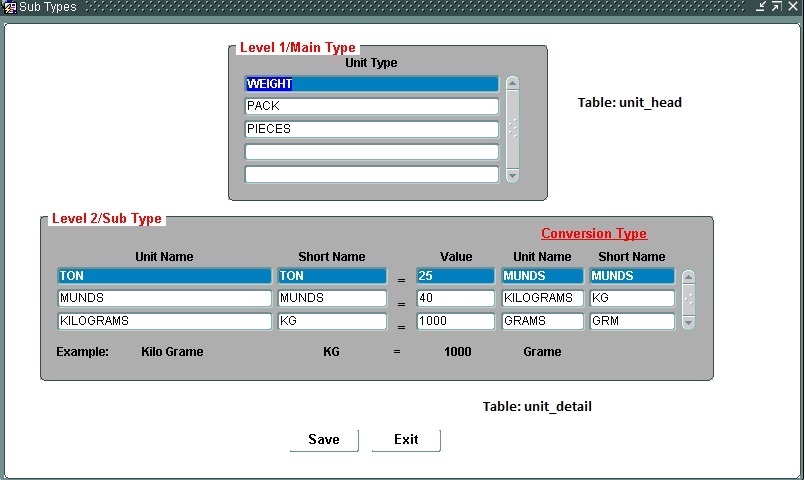 Sub Types
Level 1/Main Type
Unit Type
WEIGHT
PACK
PIECES
Table: unit_head
Level 2/Sub Type
Conversion Type
Unit Name Short Name Value Unit Name Short Name
TON TON = 25 MUNDS MUNDS
MUNDS MUNDS = 40 KILOGRAMS KG
KILOGRAMS KG = 1000 GRAMS GRM
Example: Kilo Grame KG = 1000 Grame
Table: unit_detail
Save Exit